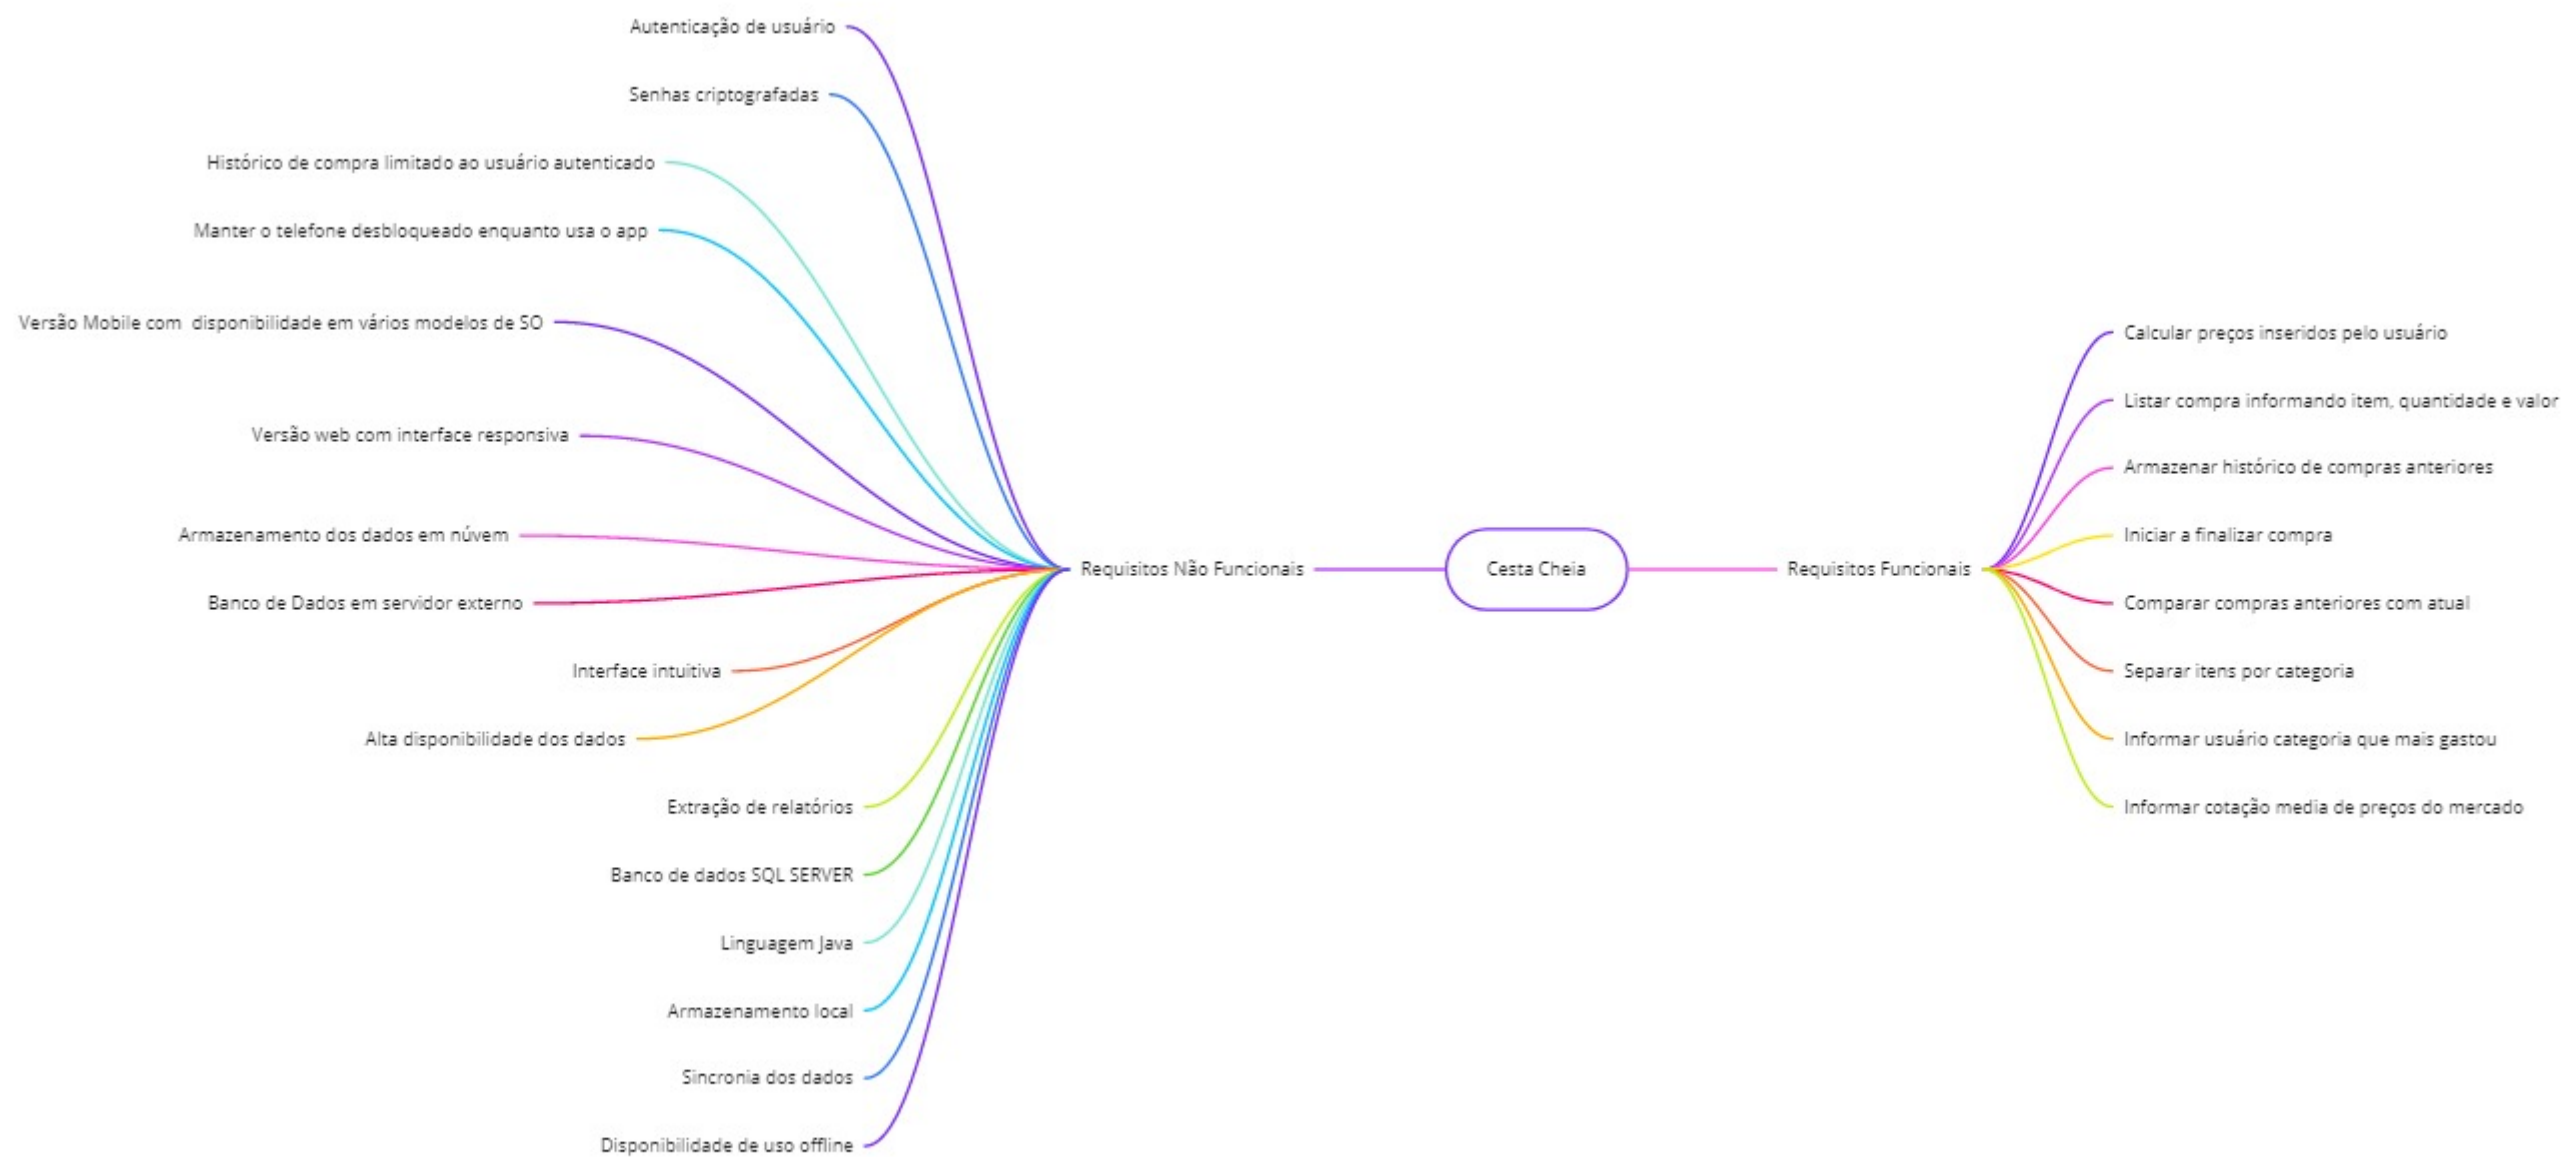 Autenticação de usuário
Senhas criptografadas
Histórico de compra limitado ao usuário autenticado
Manter o telefone desbloqueado enquanto usa o app
Versão Mobile com  disponibilidade em vários modelos de SO
Versão web com interface responsiva
Armazenamento dos dados em núvem
Banco de Dados em servidor externo
Interface intuitiva
Alta disponibilidade dos dados
Extração de relatórios
Banco de dados SQL SERVER
Linguagem Java
Armazenamento local
Sincronia dos dados
Disponibilidade de uso offline
Requisitos Não Funcionais
Cesta Cheia
Requisitos Funcionais
Calcular preços inseridos pelo usuário
Listar compra informando item, quantidade e valor
Armazenar histórico de compras anteriores
Iniciar a finalizar compra
Comparar compras anteriores com atual
Separar itens por categoria
Informar usuário categoria que mais gastou
Informar cotação media de preços do mercado